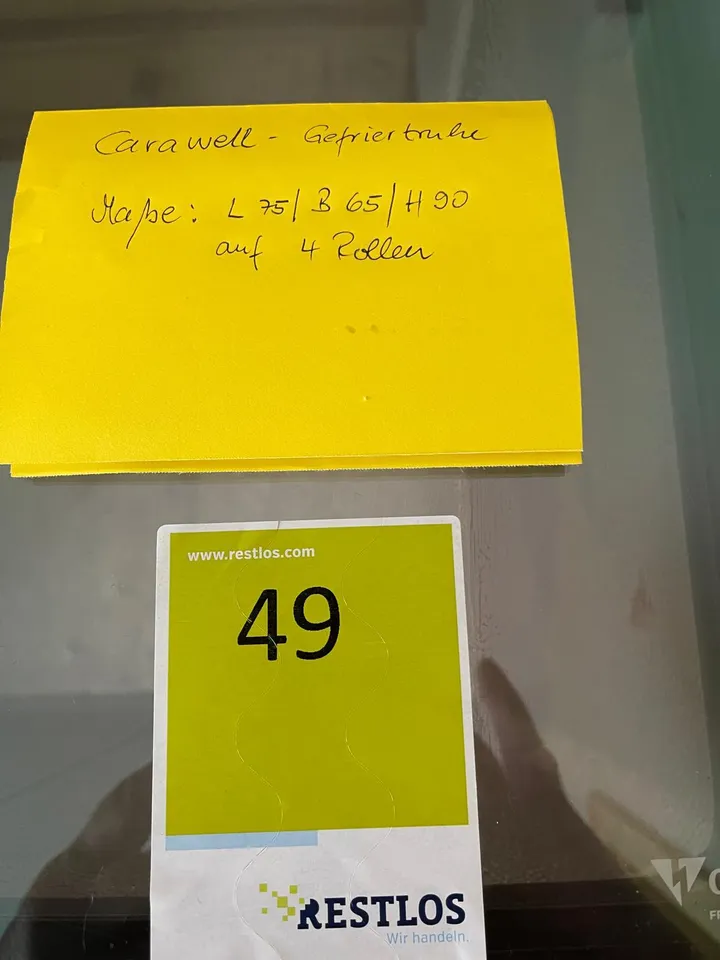 Carawell - Gefriertruhe
Maße: L 75/ B 65/ H 90
auf 4 Rollen
www.restlos.com
49
RESTLOS
Wir handeln.